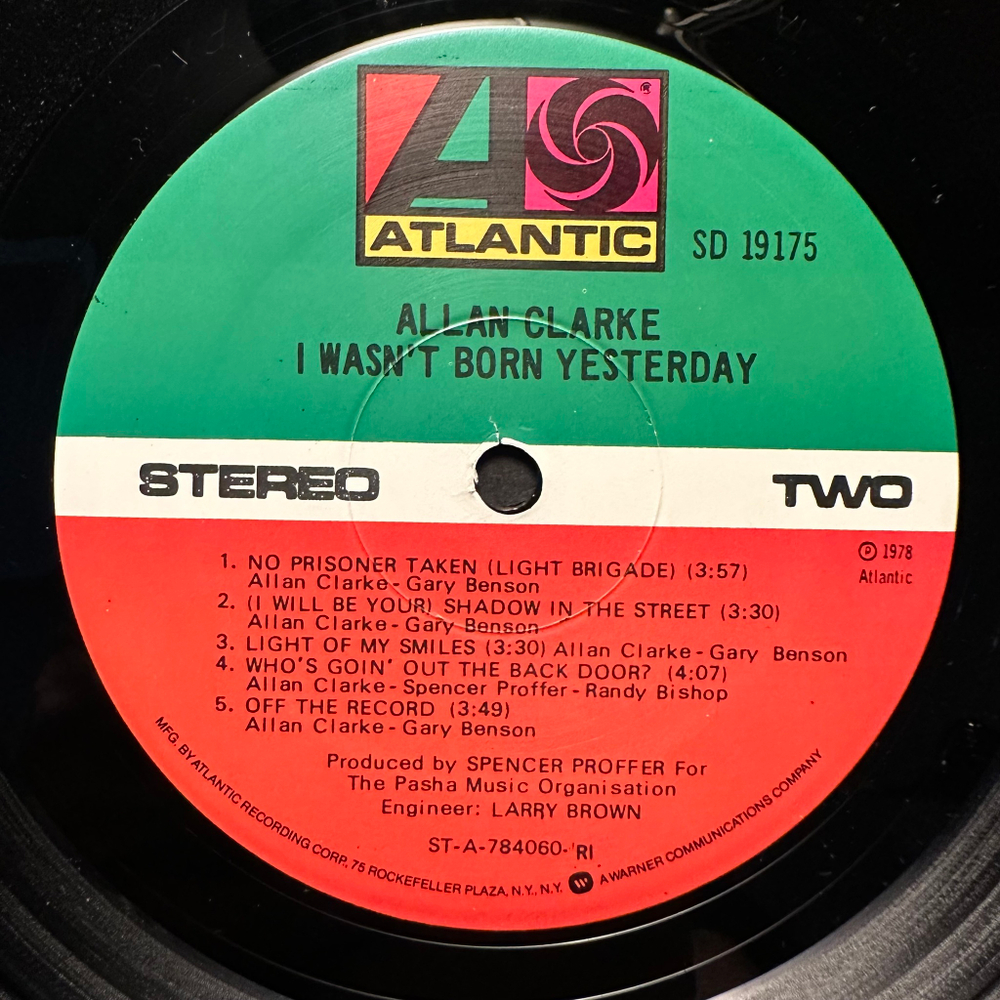 ®
ATLANTIC
SD 19175
ALLAN CLARKE
I WASN'T BORN YESTERDAY
STEREO
TWO
℗ 1978
Atlantic
1. NO PRISONER TAKEN (LIGHT BRIGADE) (3:57)
Allan Clarke - Gary Benson
2. (I WILL BE YOUR) SHADOW IN THE STREET (3:30)
Allan Clarke - Gary Benson
3. LIGHT OF MY SMILES (3:30) Allan Clarke - Gary Benson
4. WHO'S GOIN' OUT THE BACK DOOR? (4:07)
Allan Clarke - Spencer Proffer - Randy Bishop
5. OFF THE RECORD (3:49)
Allan Clarke - Gary Benson
Produced by SPENCER PROFFER For
The Pasha Music Organisation
Engineer: LARRY BROWN
ST-A-784060- RI
MFG. BY ATLANTIC RECORDING CORP., 75 ROCKEFELLER PLAZA, N.Y., N.Y. A WARNER COMMUNICATIONS COMPANY